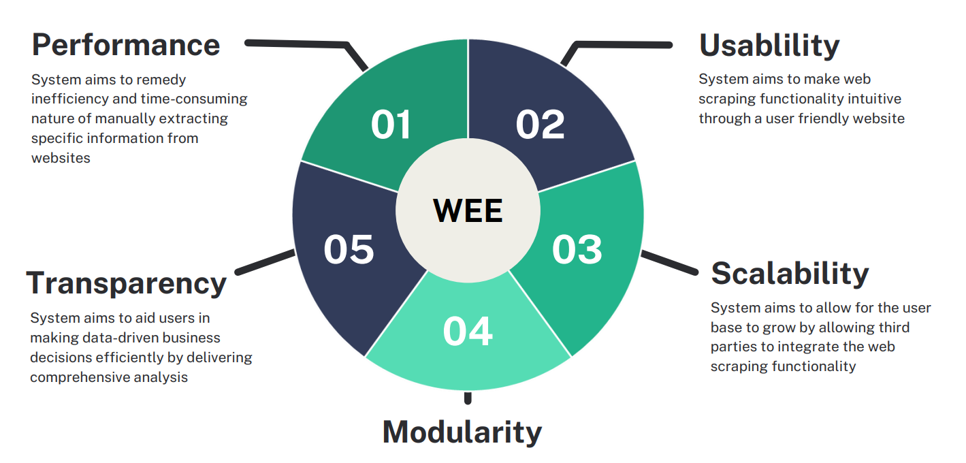 Performance
System aims to remedy
inefficiency and time-consuming
nature of manually extracting
specific information from
websites
Usablility
System aims to make web
scraping functionality intuitive
through a user friendly website
01
02
WEE
05
03
04
Transparency
System aims to aid users in
making data-driven business
decisions efficiently by delivering
comprehensive analysis
Scalability
System aims to allow for the user
base to grow by allowing third
parties to integrate the web
scraping functionality
Modularity